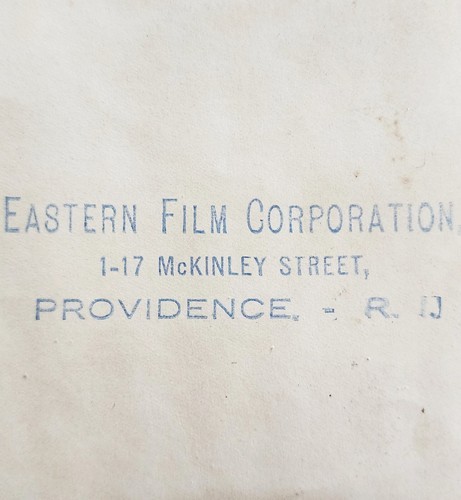 EASTERN FILM CORPORATION,
1-17 McKINLEY STREET,
PROVIDENCE, - R. I.